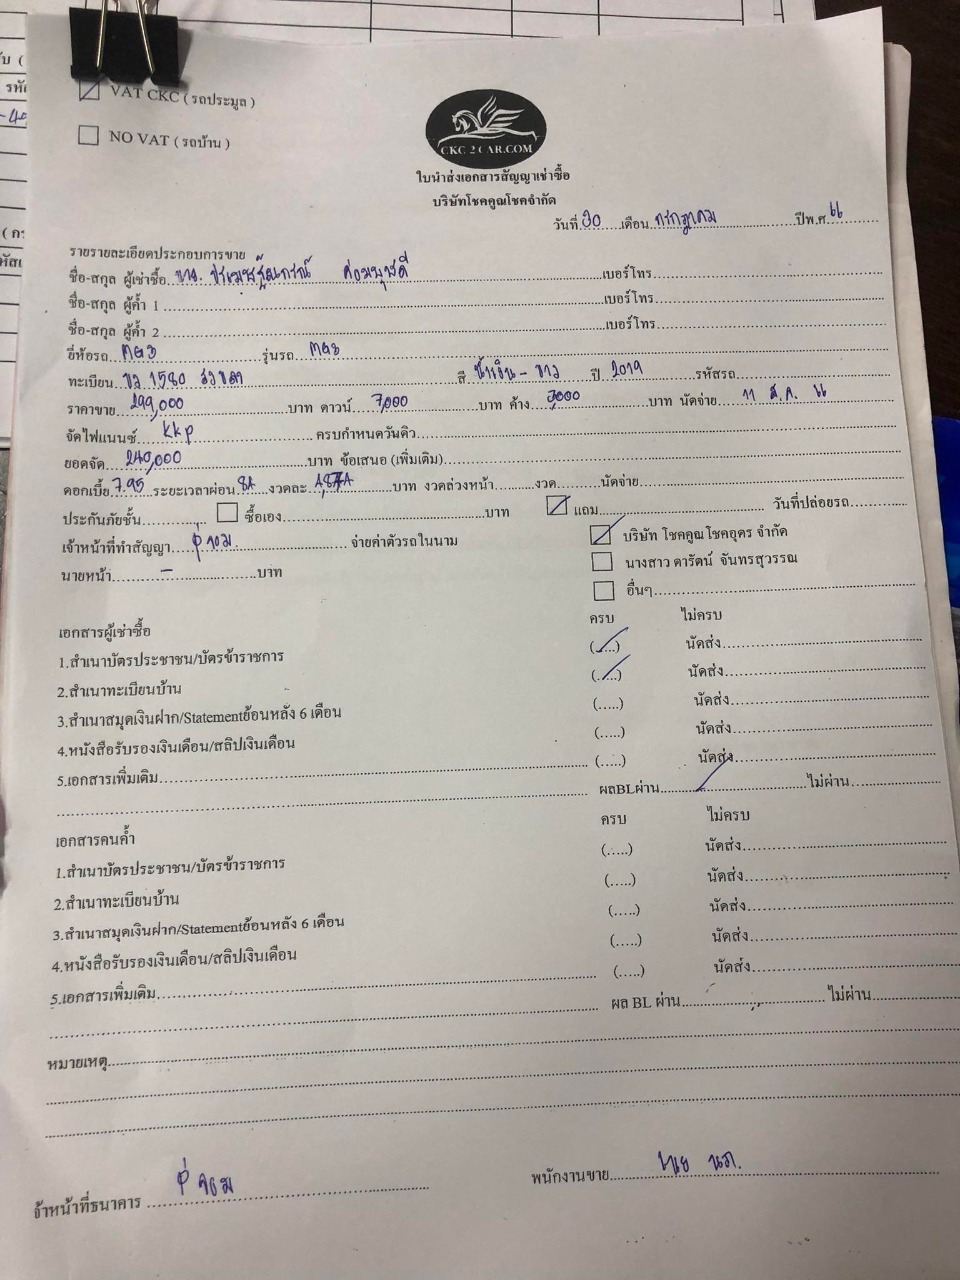 VAT CKC ( รถประมูล )
NO VAT ( รถบ้าน )
CKC 2 CAR.COM
ใบนำส่งเอกสารสัญญาเช่าซื้อ
บริษัทโชคคูณโชคจำกัด
วันที่ 30 เดือน กรกฎาคม ปีพ.ศ 66
รายรายละเอียดประกอบการขาย
ชื่อ-สกุล ผู้เช่าซื้อ เบอร์โทร
ชื่อ-สกุล ผู้ค้ำ 1 เบอร์โทร
ชื่อ-สกุล ผู้ค้ำ 2 เบอร์โทร
ยี่ห้อรถ MG3 รุ่นรถ MG3
ทะเบียน ขว 1580 สงขลา สี น้ำเงิน - ขาว ปี 2019 รหัสรถ
ราคาขาย 299,000 บาท ดาวน์ 7,000 บาท ค้าง 3000 บาท นัดจ่าย 11 ส.ค. 66
จัดไฟแนนซ์ kkp ครบกำหนดวันคิว
ยอดจัด 240,000 บาท ข้อเสนอ (เพิ่มเติม)
ดอกเบี้ย 7.95 ระยะเวลาผ่อน 84 งวดละ บาท งวดล่วงหน้า งวด นัดจ่าย
ประกันภัยชั้น ซื้อเอง บาท แถม วันที่ปล่อยรถ
เจ้าหน้าที่ทำสัญญา จ่ายค่าตัวรถในนาม บริษัท โชคคูณโชคอุดร จำกัด
นายหน้า - บาท นางสาว ดารัตน์ จันทรสุวรรณ
อื่นๆ
เอกสารผู้เช่าซื้อ ครบ ไม่ครบ
1.สำเนาบัตรประชาชน/บัตรข้าราชการ (.....) นัดส่ง
2.สำเนาทะเบียนบ้าน (.....) นัดส่ง
3.สำเนาสมุดเงินฝาก/Statementย้อนหลัง 6 เดือน (.....) นัดส่ง
4.หนังสือรับรองเงินเดือน/สลิปเงินเดือน (.....) นัดส่ง
5.เอกสารเพิ่มเติม (.....) นัดส่ง
ผลBLผ่าน ไม่ผ่าน
เอกสารคนค้ำ ครบ ไม่ครบ
1.สำเนาบัตรประชาชน/บัตรข้าราชการ (.....) นัดส่ง
2.สำเนาทะเบียนบ้าน (.....) นัดส่ง
3.สำเนาสมุดเงินฝาก/Statementย้อนหลัง 6 เดือน (.....) นัดส่ง
4.หนังสือรับรองเงินเดือน/สลิปเงินเดือน (.....) นัดส่ง
5.เอกสารเพิ่มเติม (.....) นัดส่ง
ผล BL ผ่าน ไม่ผ่าน
หมายเหตุ
จ้าหน้าที่ธนาคาร พนักงานขาย